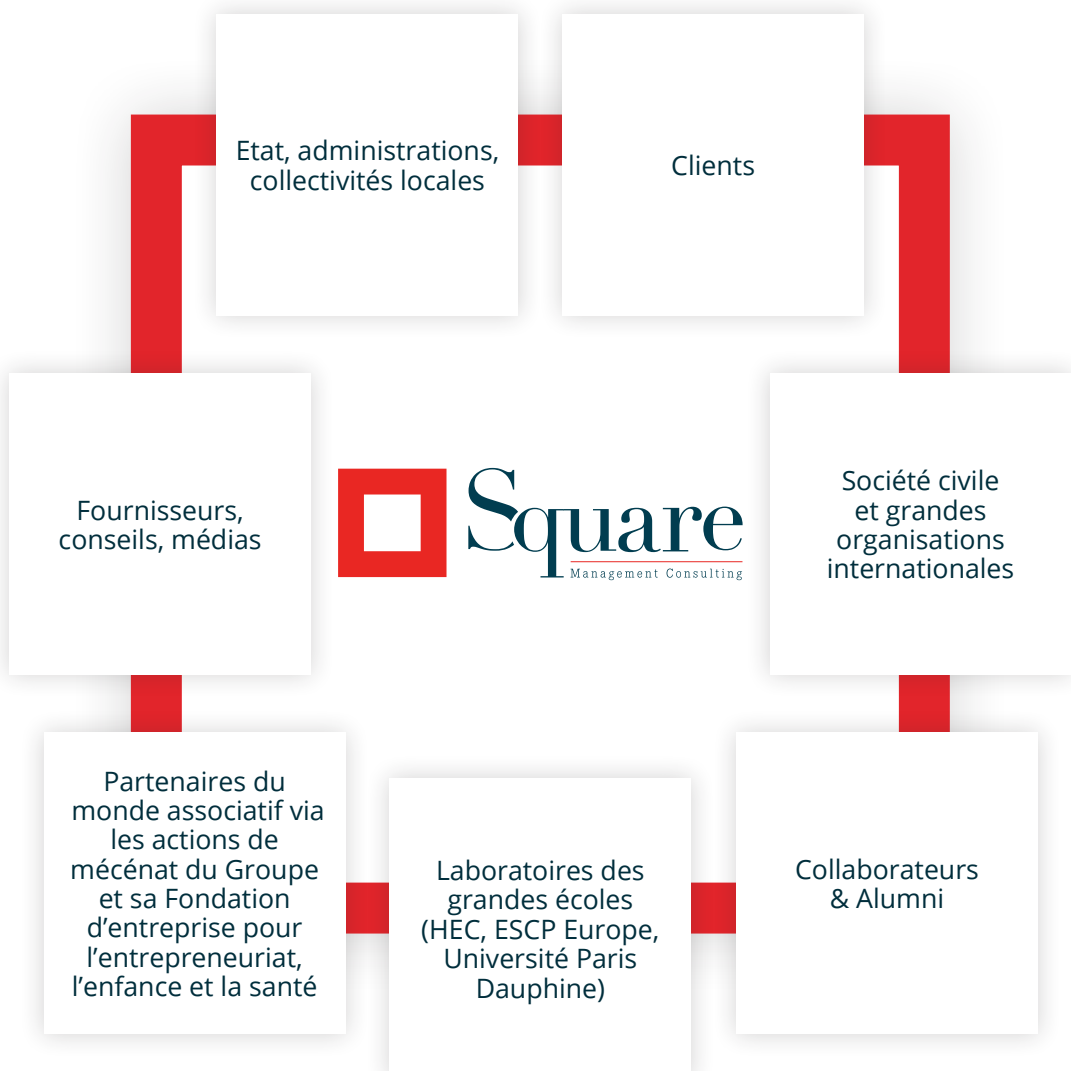 Etat, administrations,
collectivités locales
Clients
Fournisseurs,
conseils, médias
Square
Management Consulting
Société civile
et grandes
organisations
internationales
Partenaires du
monde associatif via
les actions de
mécénat du Groupe
et sa Fondation
d’entreprise pour
l’entrepreneuriat,
l’enfance et la santé
Laboratoires des
grandes écoles
(HEC, ESCP Europe,
Université Paris
Dauphine)
Collaborateurs
& Alumni